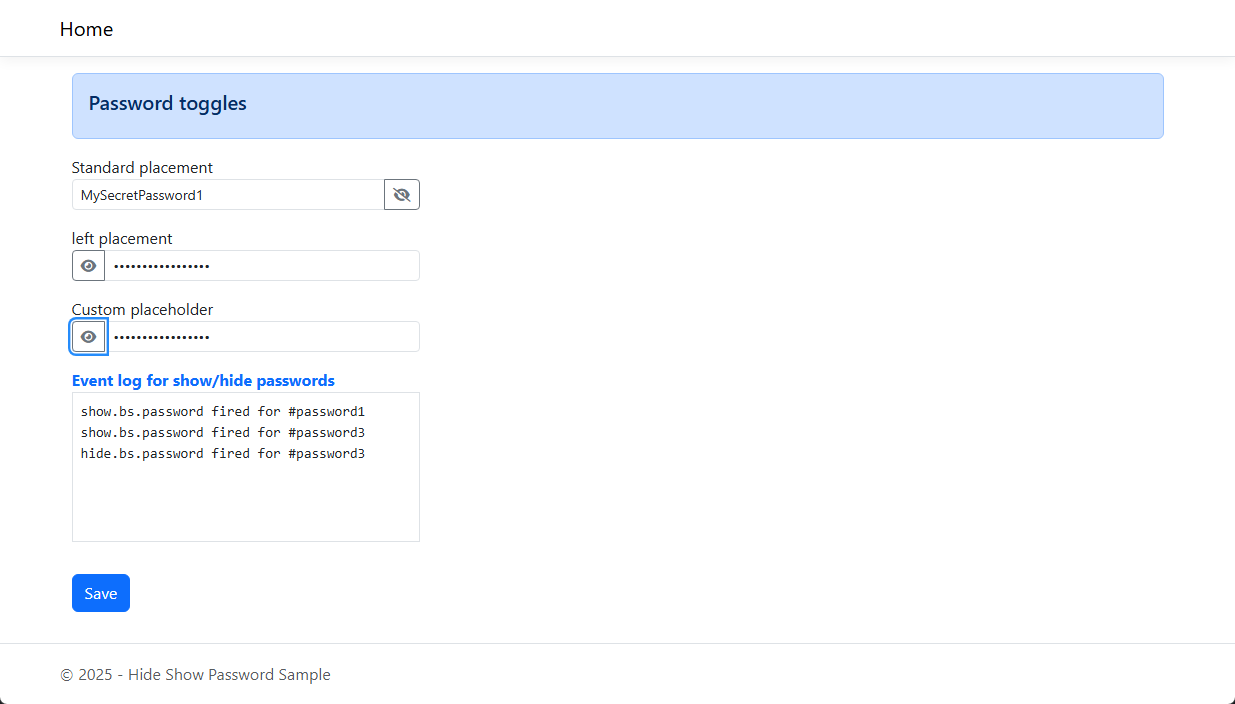 Home
Password toggles
Standard placement
MySecretPassword1
left placement
•••••••••••••••••
Custom placeholder
•••••••••••••••••
Event log for show/hide passwords
show.bs.password fired for #password1
show.bs.password fired for #password3
hide.bs.password fired for #password3
Save
© 2025 - Hide Show Password Sample